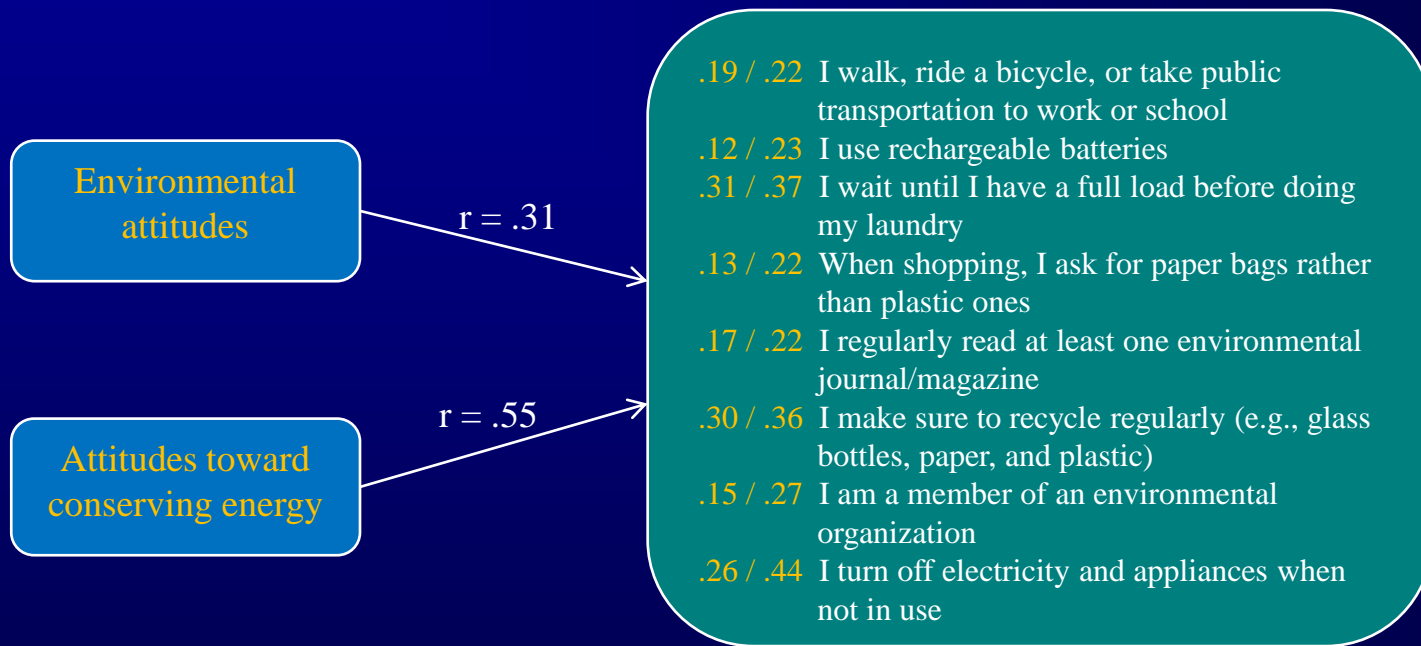 Environmental
attitudes
r = .31
Attitudes toward
conserving energy
r = .55
.19 / .22 I walk, ride a bicycle, or take public
transportation to work or school
.12 / .23 I use rechargeable batteries
.31 / .37 I wait until I have a full load before doing
my laundry
.13 / .22 When shopping, I ask for paper bags rather
than plastic ones
.17 / .22 I regularly read at least one environmental
journal/magazine
.30 / .36 I make sure to recycle regularly (e.g., glass
bottles, paper, and plastic)
.15 / .27 I am a member of an environmental
organization
.26 / .44 I turn off electricity and appliances when
not in use